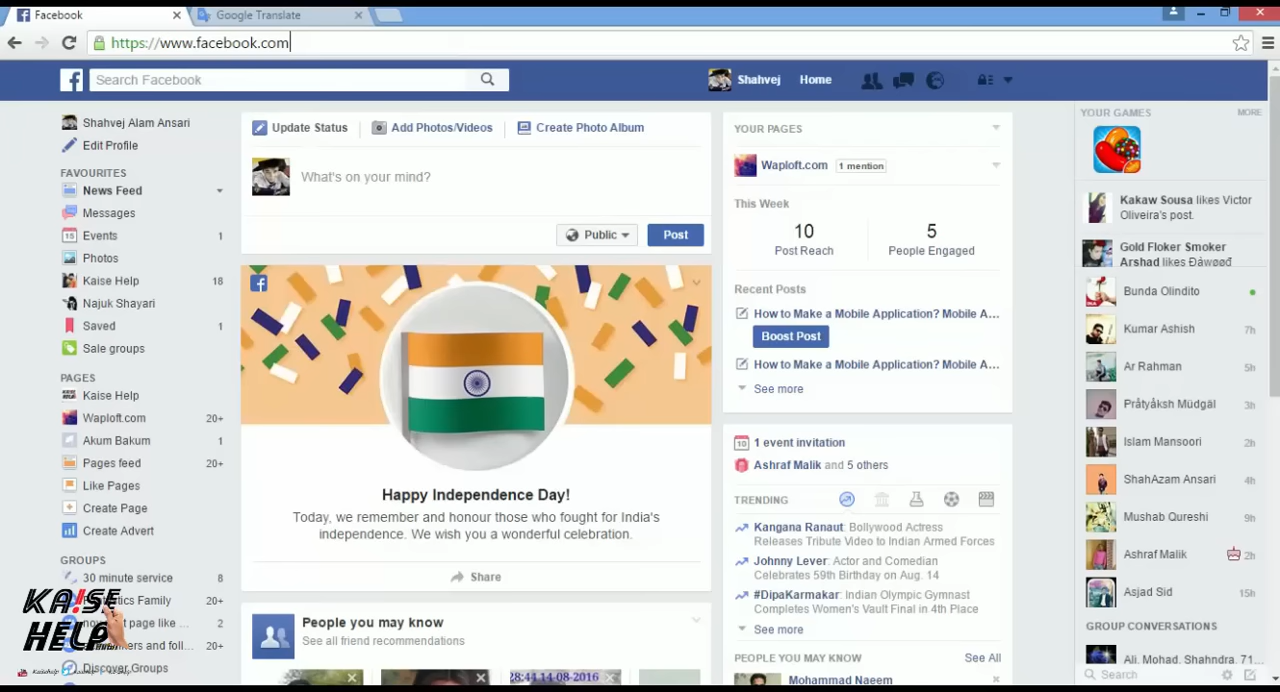 Facebook
Google Translate
https://www.facebook.com
Search Facebook
Shahvej
Home
Shahvej Alam Ansari
Edit Profile
FAVOURITES
News Feed
Messages
Events 1
Photos
Kaise Help 18
Najuk Shayari
Saved 1
Sale groups
PAGES
Kaise Help
Waploft.com 20+
Akum Bakum 1
Pages feed 20+
Like Pages
Create Page
Create Advert
GROUPS
30 minute service 8
Family 20+
page like ... 2
and foll... 20+
Discover Groups
KAISE
HELP
Update Status
Add Photos/Videos
Create Photo Album
What's on your mind?
Public
Post
Happy Independence Day!
Today, we remember and honour those who fought for India's
independence. We wish you a wonderful celebration.
Share
People you may know
See all friend recommendations
28:44 14-08-2016
YOUR PAGES
Waploft.com 1 mention
This Week
10 5
Post Reach People Engaged
Recent Posts
How to Make a Mobile Application? Mobile A...
Boost Post
How to Make a Mobile Application? Mobile A...
See more
10
1 event invitation
Ashraf Malik and 5 others
TRENDING
Kangana Ranaut: Bollywood Actress
Releases Tribute Video to Indian Armed Forces
Johnny Lever: Actor and Comedian
Celebrates 59th Birthday on Aug. 14
#DipaKarmakar: Indian Olympic Gymnast
Completes Women's Vault Final in 4th Place
See more
PEOPLE YOU MAY KNOW See All
Mohammad Naeem
YOUR GAMES MORE
Kakaw Sousa likes Victor
Oliveira's post.
Gold Floker Smoker
Arshad likes Đáwøøđ
Bunda Olindito
Kumar Ashish 7h
Ar Rahman 5h
Pråtyåksh Müdgäl 3h
Islam Mansoori 2h
ShahAzam Ansari 4h
Mushab Qureshi 9h
Ashraf Malik 2h
Asjad Sid 15h
GROUP CONVERSATIONS
Ali, Mohad, Shahndra, 71...
Search